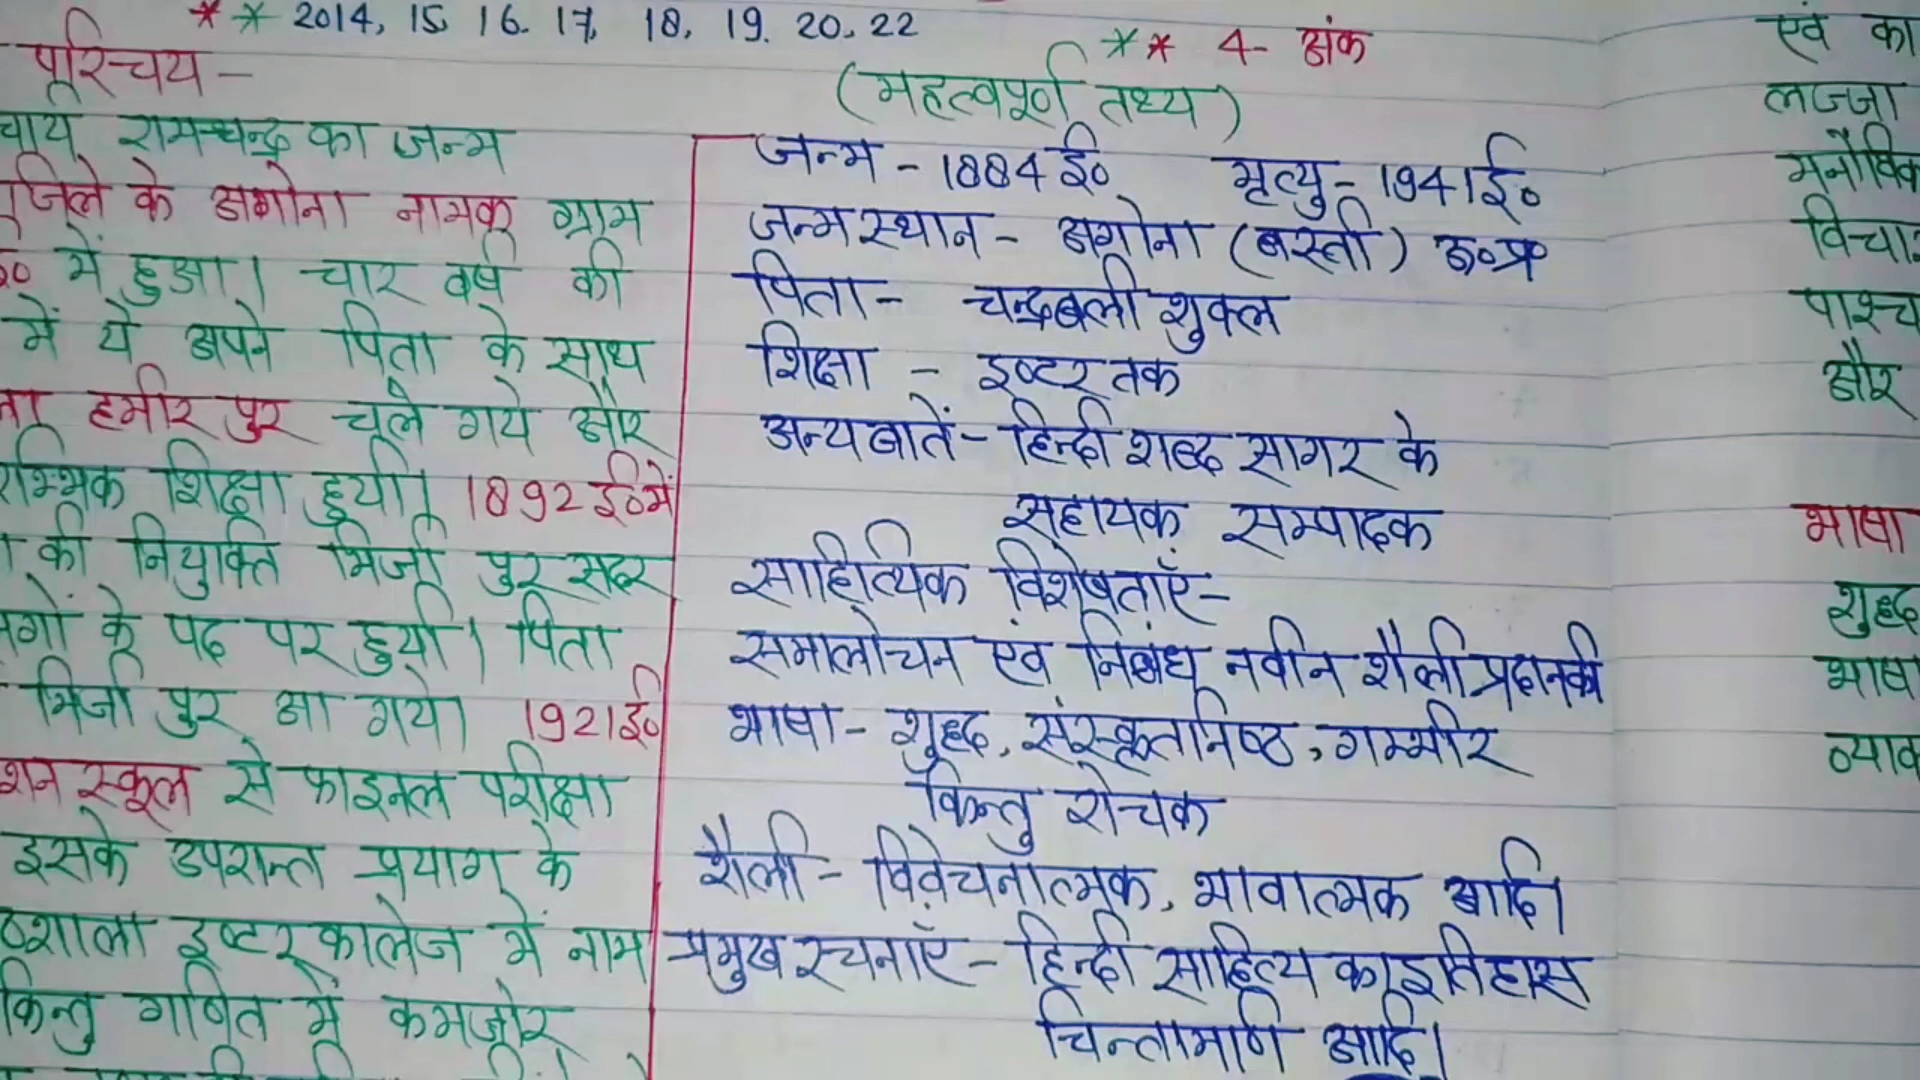 ** 2014, 15, 16. 17, 18, 19. 20. 22
** 4- अंक
परिचय -
रामचन्द्र का जन्म
जिले के अगोना नामक ग्राम
में हुआ। चार वर्ष की
में ये अपने पिता के साथ
हमीर पुर चले गये और
शिक्षा हुयी। 1892 ई० में
की नियुक्ति मिर्जा पुर सदर
के पद पर हुयी। पिता
मिर्जा पुर आ गये। 1921 ई०
स्कूल से फाइनल परीक्षा
इसके उपरान्त प्रयाग के
इण्टर कालेज में नाम
किन्तु गणित में कमजोर
(महत्वपूर्ण तथ्य)
जन्म - 1884 ई० मृत्यु - 1941 ई०
जन्म स्थान - अगोना (बस्ती) उ०प्र०
पिता - चन्द्रबली शुक्ल
शिक्षा - इण्टर तक
अन्य बातें - हिन्दी शब्द सागर के
सहायक सम्पादक
साहित्यिक विशेषताएँ -
समालोचन एवं निबंध नवीन शैली प्रदान की
भाषा - शुद्ध, संस्कृतनिष्ठ, गम्भीर
किन्तु रोचक
शैली - विवेचनात्मक, भावात्मक आदि।
प्रमुख रचनाएँ - हिन्दी साहित्य का इतिहास
चिन्तामणि आदि।
एवं का
लज्जा
और
भाषा
शुद्ध